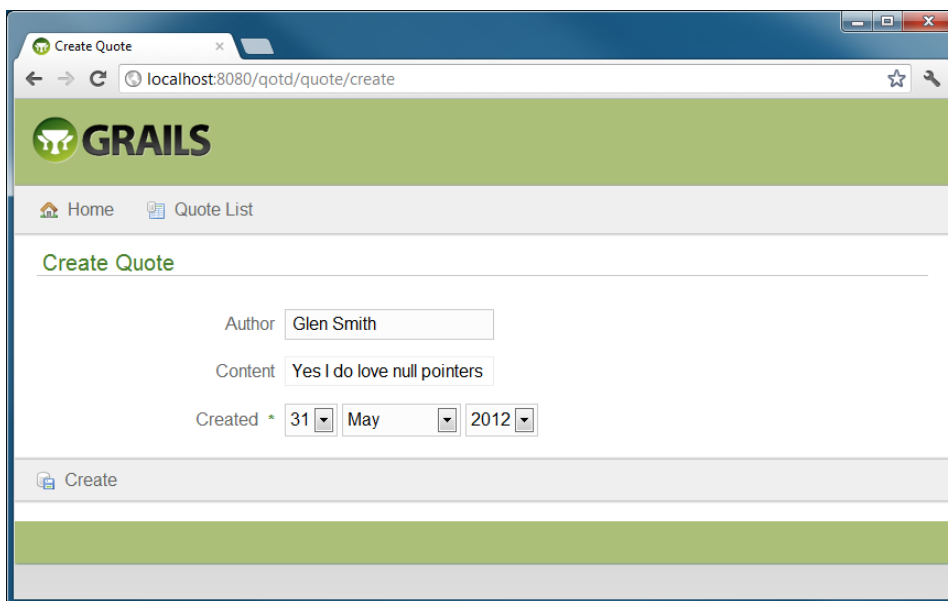 Create Quote
localhost:8080/qotd/quote/create
GRAILS
Home Quote List
Create Quote
Author Glen Smith
Content Yes I do love null pointers
Created * 31 May 2012
Create